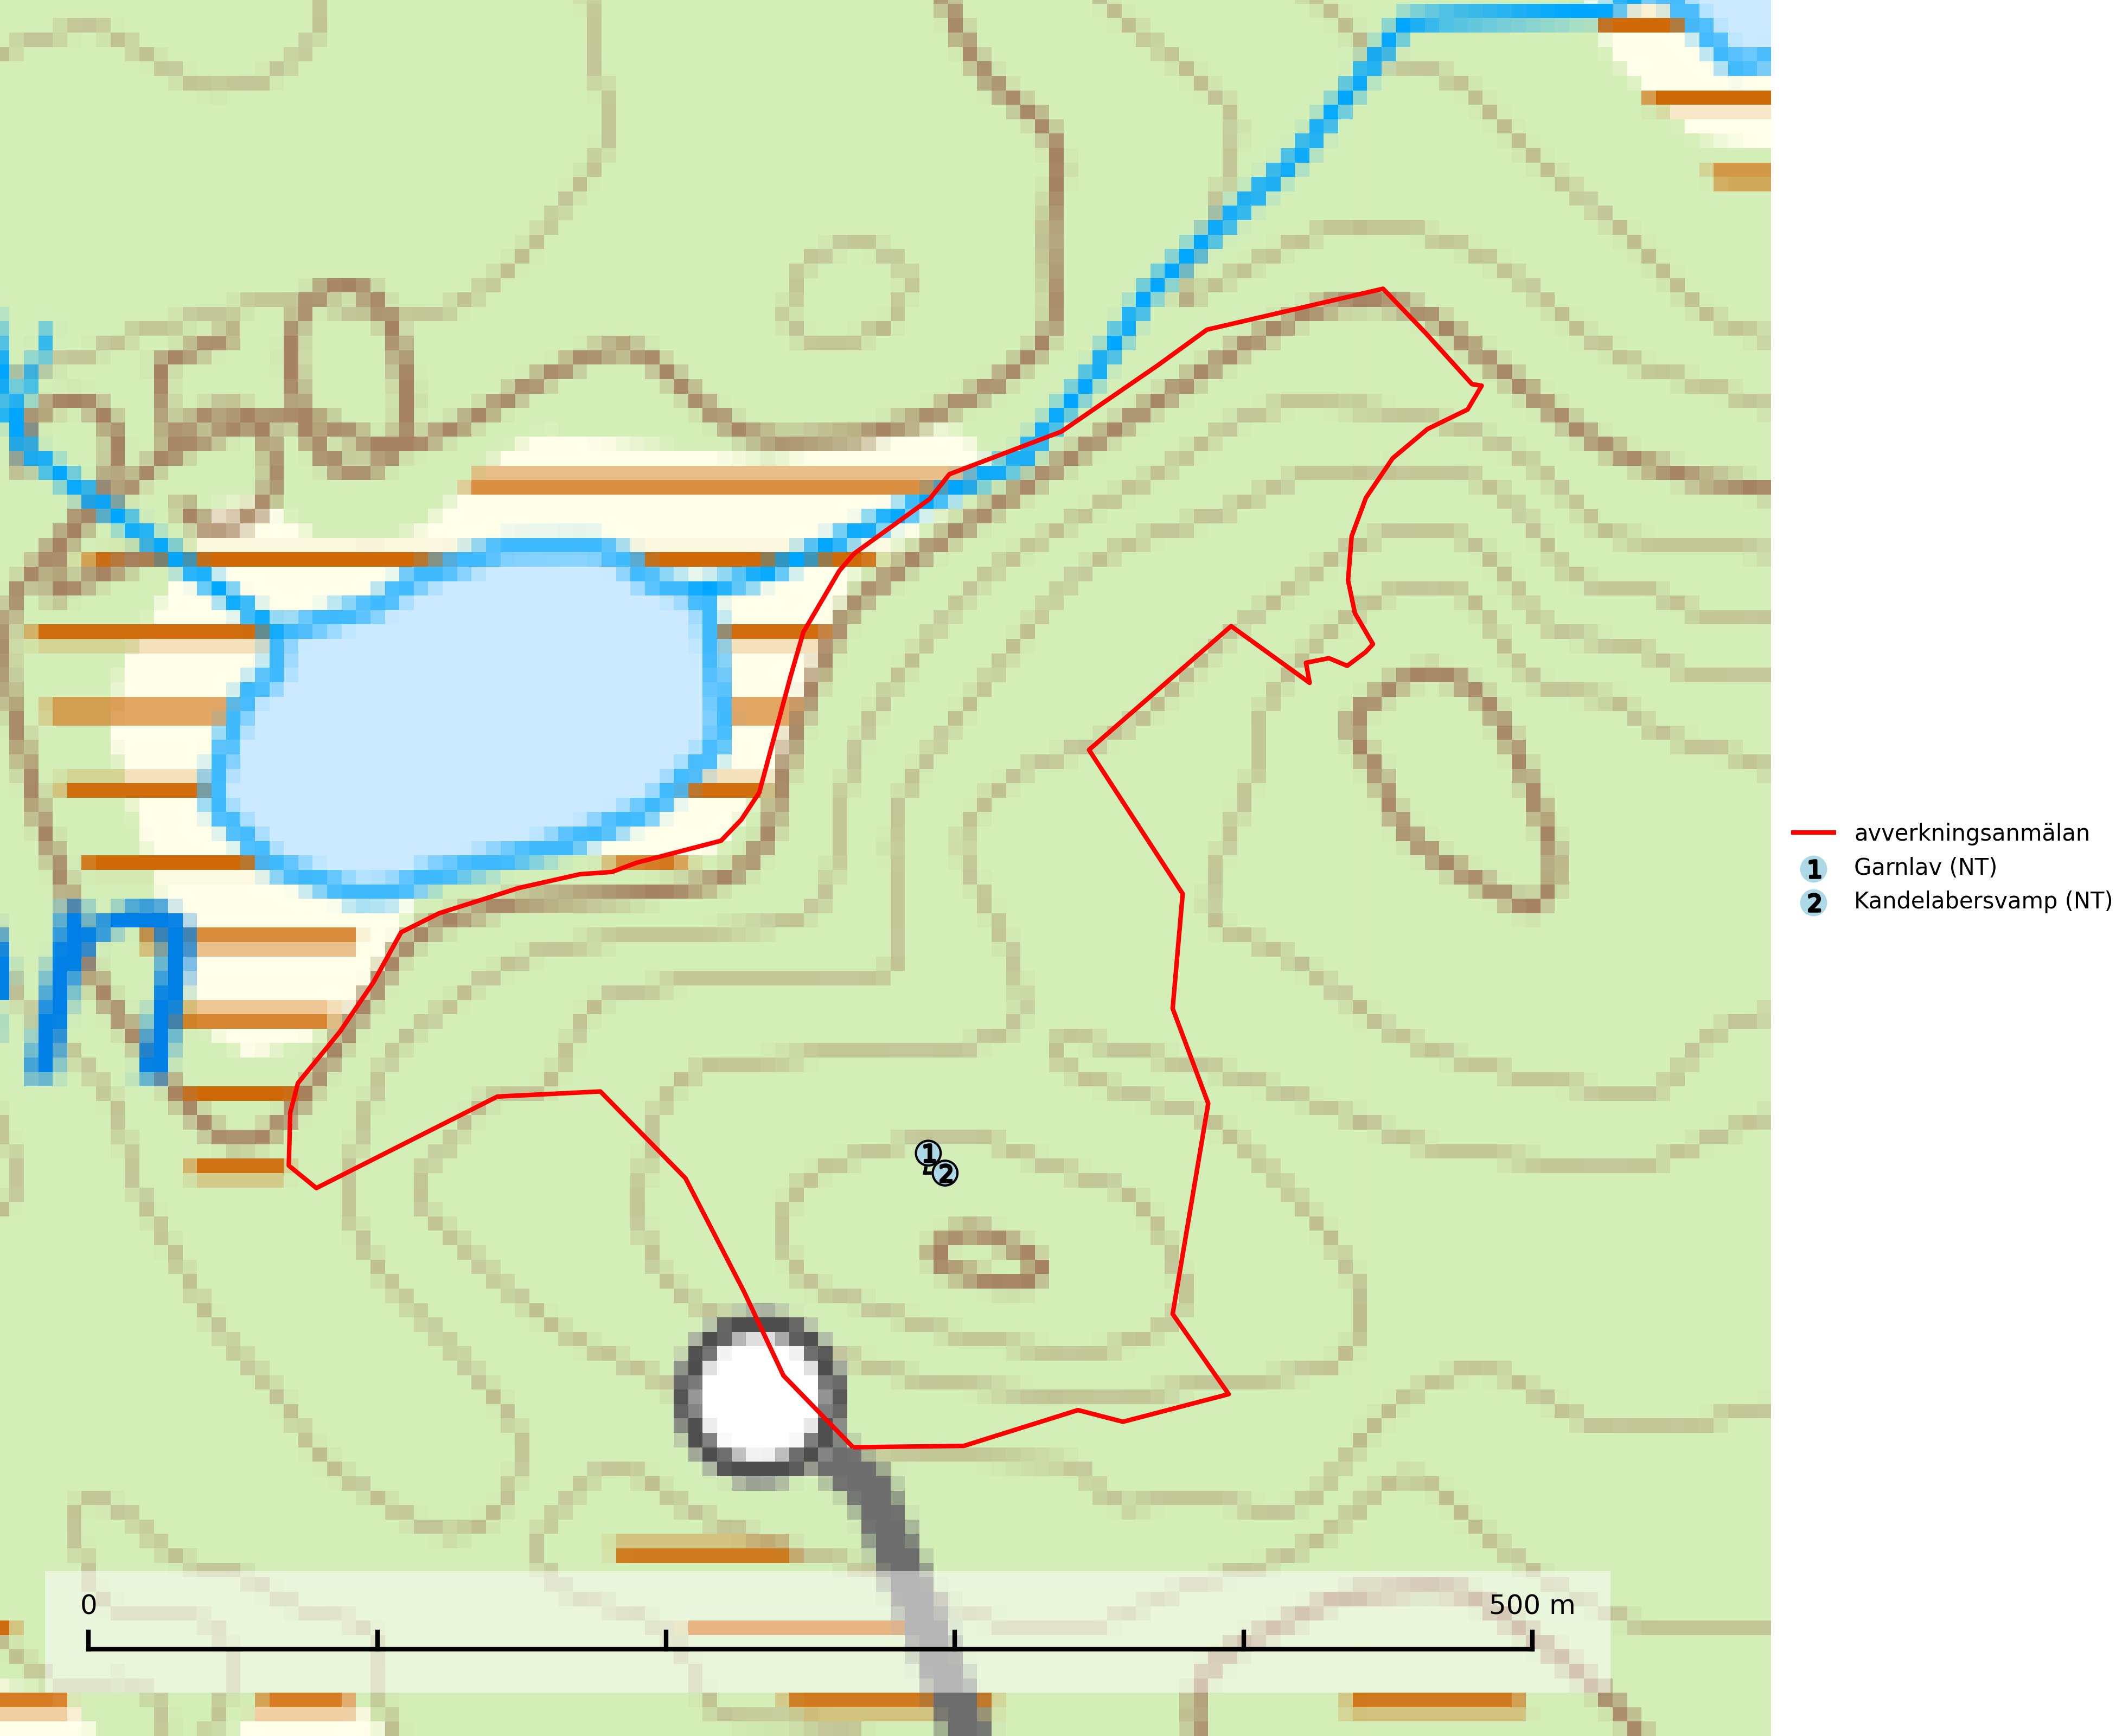 avverkningsanmälan
1 Garnlav (NT)
2 Kandelabersvamp (NT)
1
2
0
500 m